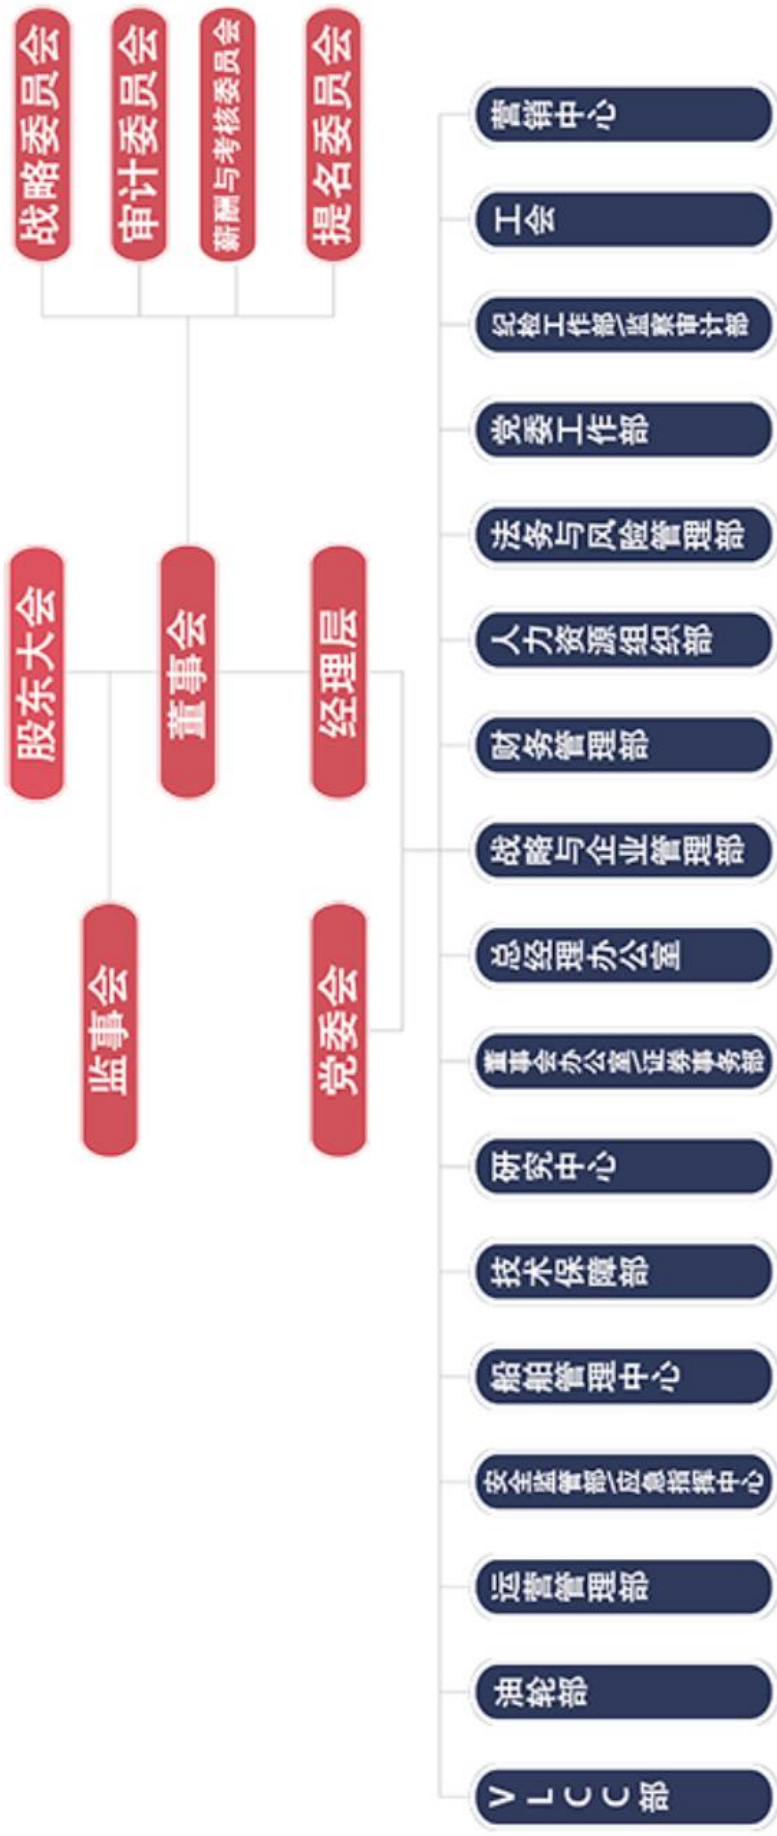 股东大会
战略委员会
监事会
审计委员会
董事会
薪酬与考核委员会
提名委员会
党委会
经理层
VLCC部
油轮部
运营管理部
安全监管部/应急指挥中心
船舶管理中心
技术保障部
研究中心
董事会办公室/证券事务部
总经理办公室
战略与企业管理部
财务管理部
人力资源组织部
法务与风险管理部
党委工作部
纪检工作部/监察审计部
工会
营销中心